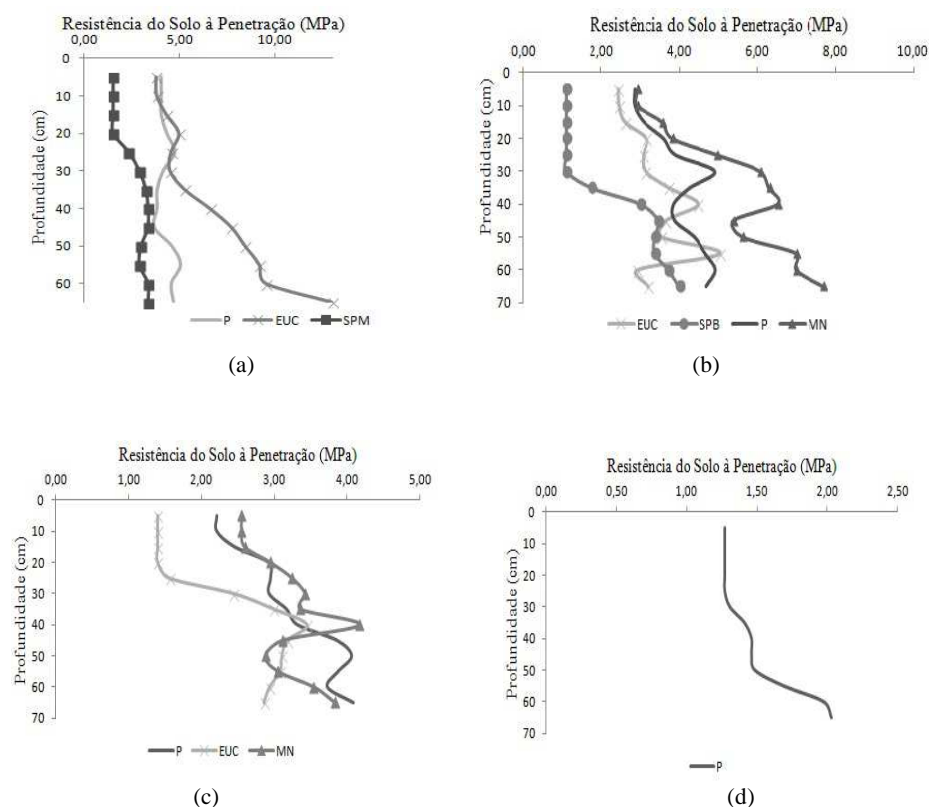 Resistência do Solo à Penetração (MPa)
0,00 5,00 10,00
0
10
20
30
40
50
60
Profundidade (cm)
P EUC SPM
(a)
Resistência do Solo à Penetração (MPa)
0,00 2,00 4,00 6,00 8,00 10,00
0
10
20
30
40
50
60
70
Profundidade (cm)
EUC SPB P MN
(b)
Resistência do Solo à Penetração (MPa)
0,00 1,00 2,00 3,00 4,00 5,00
0
10
20
30
40
50
60
70
Profundidade (cm)
P EUC MN
(c)
Resistência do Solo à Penetração (MPa)
0,00 0,50 1,00 1,50 2,00 2,50
0
10
20
30
40
50
60
70
Profundidade (cm)
P
(d)